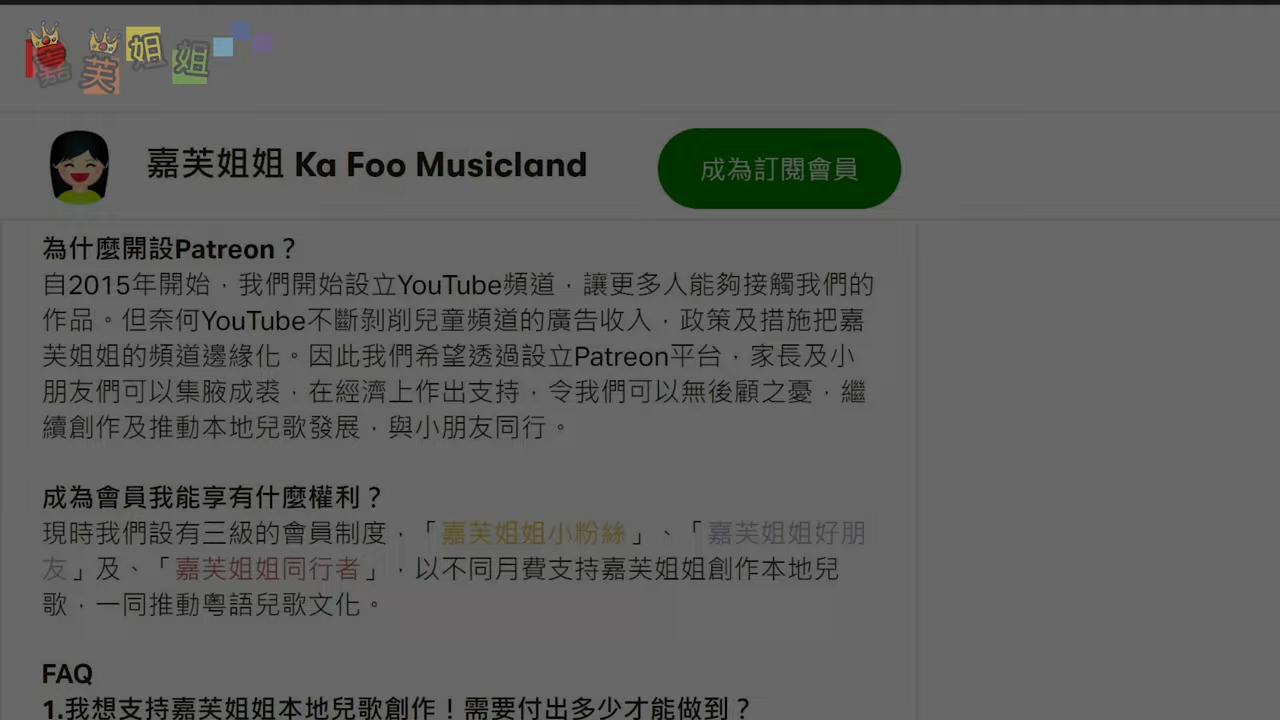 嘉芙姐姐
嘉芙姐姐 Ka Foo Musicland
成為訂閱會員
為什麼開設Patreon？
自2015年開始，我們開始設立YouTube頻道，讓更多人能夠接觸我們的
作品。但奈何YouTube不斷剝削兒童頻道的廣告收入，政策及措施把嘉
芙姐姐的頻道邊緣化。因此我們希望透過設立Patreon平台，家長及小
朋友們可以集腋成裘，在經濟上作出支持，令我們可以無後顧之憂，繼
續創作及推動本地兒歌發展，與小朋友同行。
成為會員我能享有什麼權利？
現時我們設有三級的會員制度，「嘉芙姐姐小粉絲」、「嘉芙姐姐好朋
友」及、「嘉芙姐姐同行者」，以不同月費支持嘉芙姐姐創作本地兒
歌，一同推動粵語兒歌文化。
FAQ
1.我想支持嘉芙姐姐本地兒歌創作！需要付出多少才能做到？